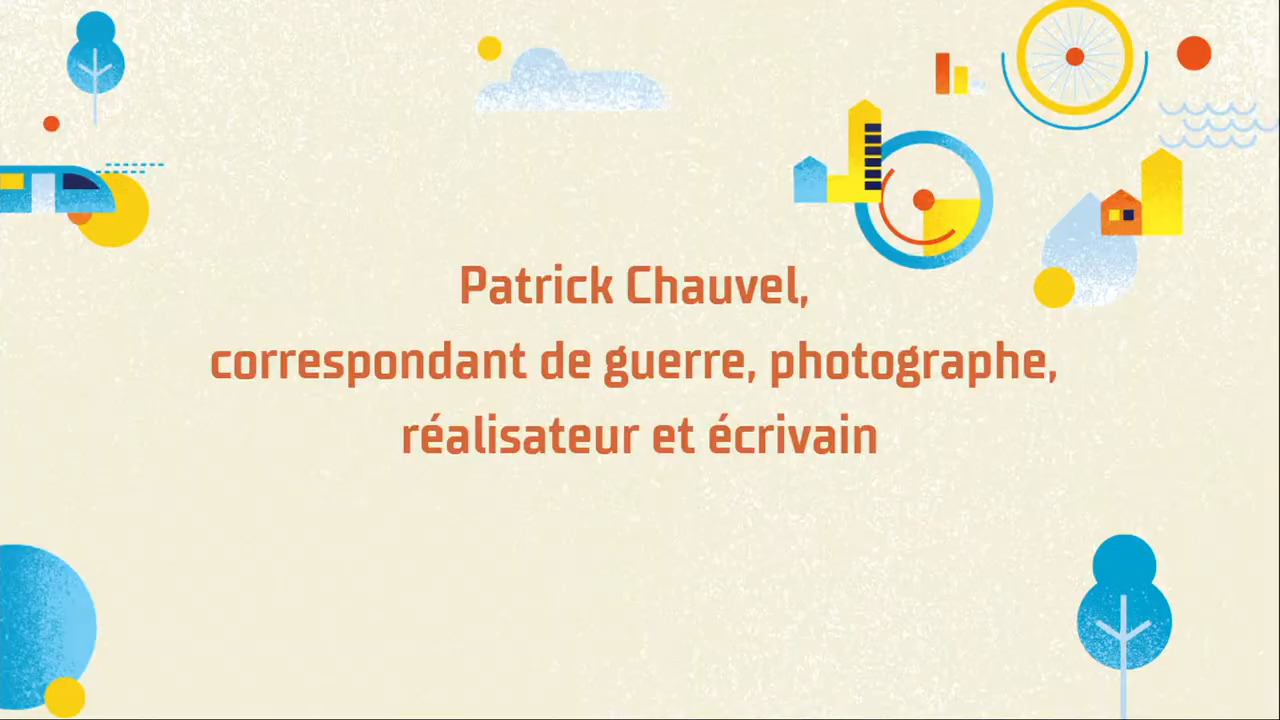 Patrick Chauvel,
correspondant de guerre, photographe,
réalisateur et écrivain